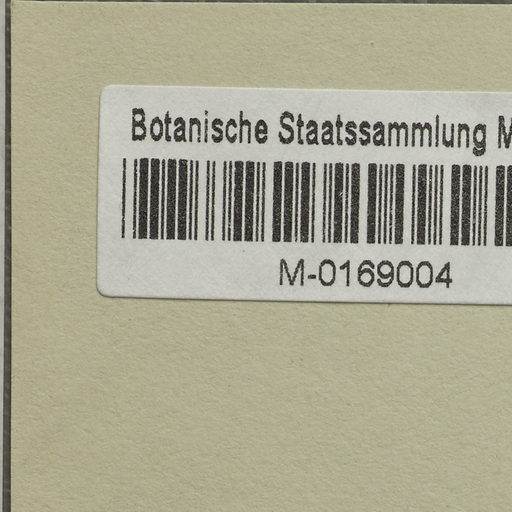 Botanische Staatssammlung M
M-0169004